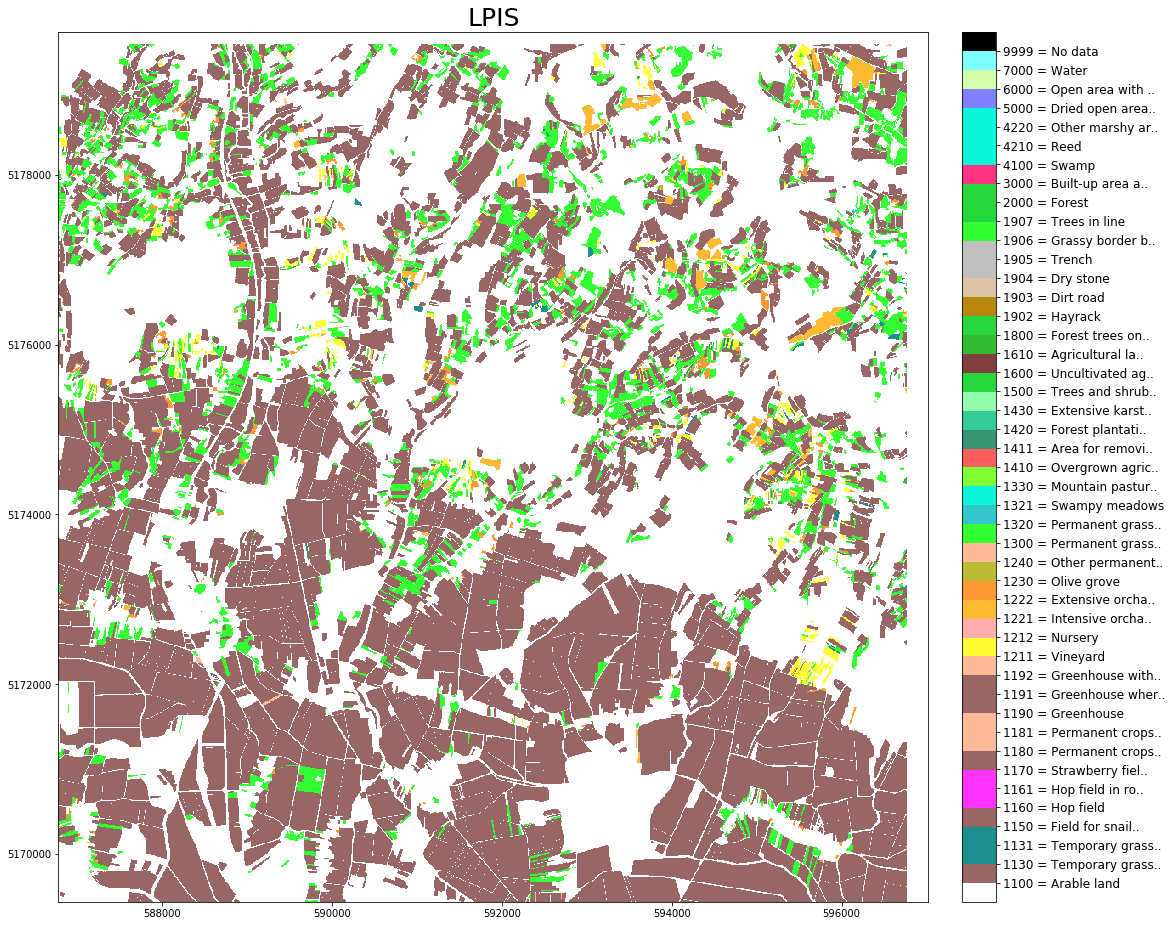 LPIS
9999 = No data
7000 = Water
6000 = Open area with ..
5000 = Dried open area..
4220 = Other marshy ar..
4210 = Reed
4100 = Swamp
3000 = Built-up area a..
2000 = Forest
1907 = Trees in line
1906 = Grassy border b..
1905 = Trench
1904 = Dry stone
1903 = Dirt road
1902 = Hayrack
1800 = Forest trees on..
1610 = Agricultural la..
1600 = Uncultivated ag..
1500 = Trees and shrub..
1430 = Extensive karst..
1420 = Forest plantati..
1411 = Area for removi..
1410 = Overgrown agric..
1330 = Mountain pastur..
1321 = Swampy meadows
1320 = Permanent grass..
1300 = Permanent grass..
1240 = Other permanent..
1230 = Olive grove
1222 = Extensive orcha..
1221 = Intensive orcha..
1212 = Nursery
1211 = Vineyard
1192 = Greenhouse with..
1191 = Greenhouse wher..
1190 = Greenhouse
1181 = Permanent crops..
1180 = Permanent crops..
1170 = Strawberry fiel..
1161 = Hop field in ro..
1160 = Hop field
1150 = Field for snail..
1131 = Temporary grass..
1130 = Temporary grass..
1100 = Arable land
5178000
5176000
5174000
5172000
5170000
588000
590000
592000
594000
596000